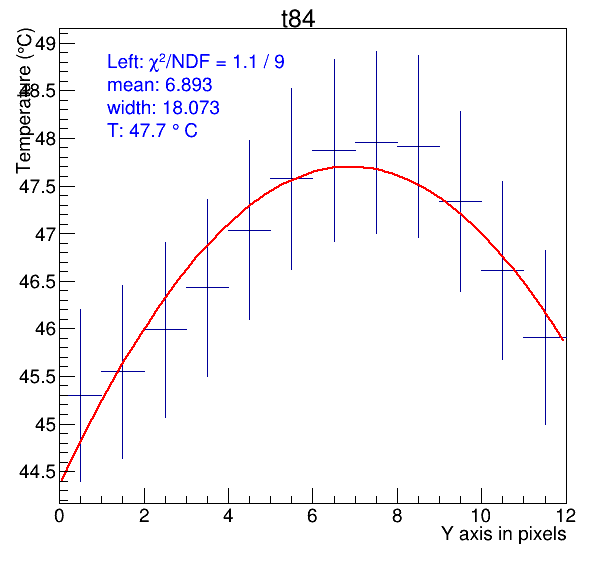 t84
Temperature (°C)
Left: χ²/NDF = 1.1 / 9
mean: 6.893
width: 18.073
T: 47.7 ° C
49
48.5
48
47.5
47
46.5
46
45.5
45
44.5
0 2 4 6 8 10 12
Y axis in pixels